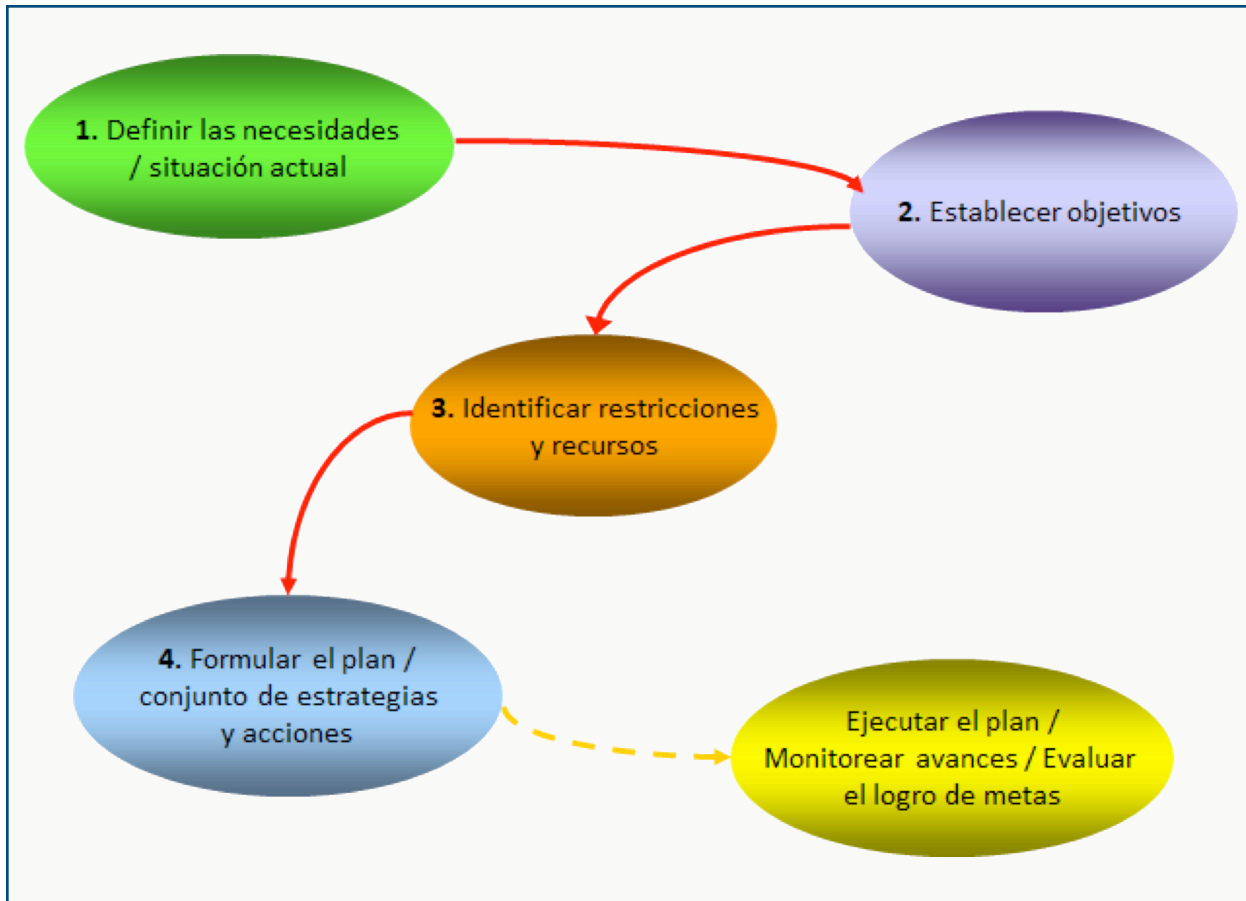 1. Definir las necesidades
/ situación actual
2. Establecer objetivos
3. Identificar restricciones
y recursos
4. Formular el plan /
conjunto de estrategias
y acciones
Ejecutar el plan /
Monitorear avances / Evaluar
el logro de metas